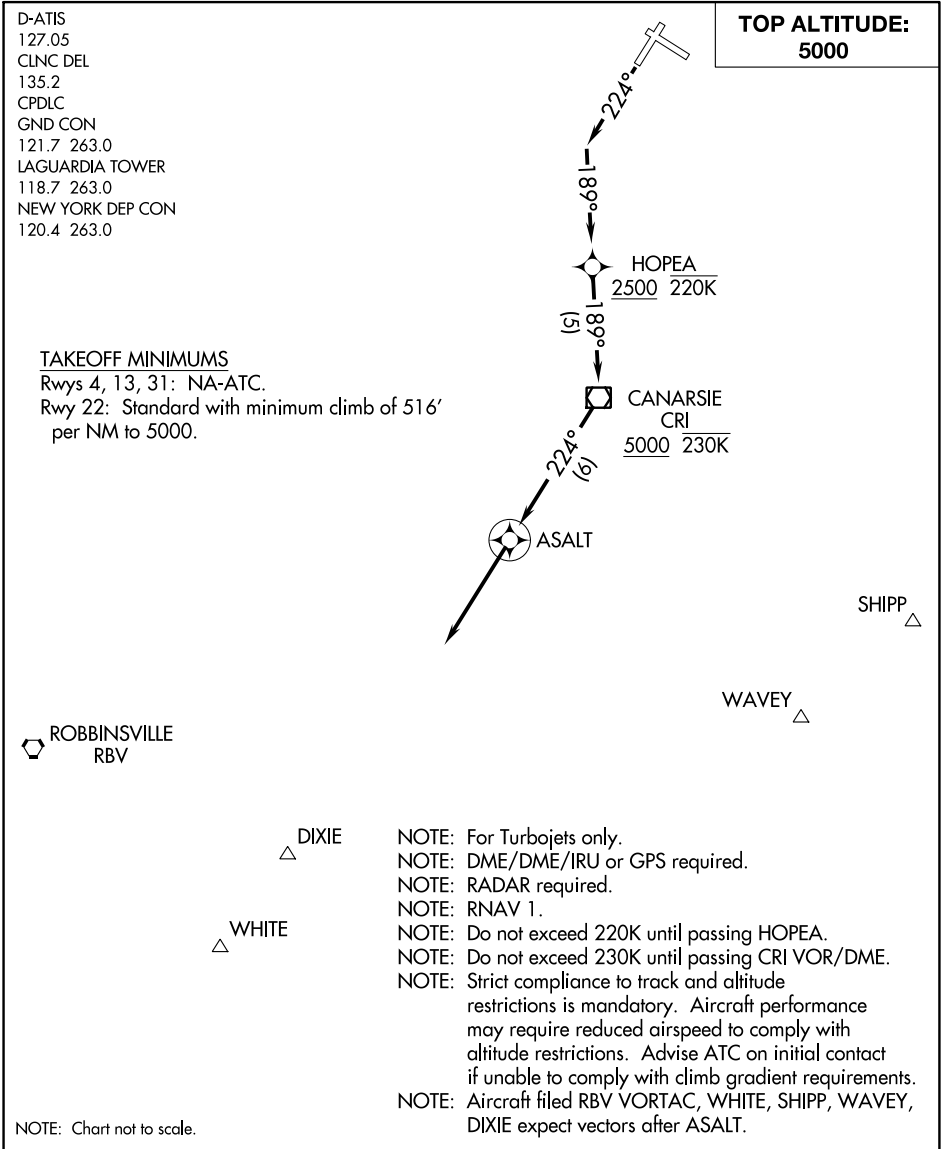 D-ATIS
127.05
CLNC DEL
135.2
CPDLC
GND CON
121.7 263.0
LAGUARDIA TOWER
118.7 263.0
NEW YORK DEP CON
120.4 263.0
TOP ALTITUDE:
5000
224°
189°
HOPEA
2500 220K
189°
(5)
CANARSIE
CRI
5000 230K
TAKEOFF MINIMUMS
Rwys 4, 13, 31: NA-ATC.
Rwy 22: Standard with minimum climb of 516'
per NM to 5000.
224°
(6)
ASALT
SHIPP
WAVEY
ROBBINSVILLE
RBV
DIXIE
WHITE
NOTE: For Turbojets only.
NOTE: DME/DME/IRU or GPS required.
NOTE: RADAR required.
NOTE: RNAV 1.
NOTE: Do not exceed 220K until passing HOPEA.
NOTE: Do not exceed 230K until passing CRI VOR/DME.
NOTE: Strict compliance to track and altitude
restrictions is mandatory. Aircraft performance
may require reduced airspeed to comply with
altitude restrictions. Advise ATC on initial contact
if unable to comply with climb gradient requirements.
NOTE: Aircraft filed RBV VORTAC, WHITE, SHIPP, WAVEY,
DIXIE expect vectors after ASALT.
NOTE: Chart not to scale.